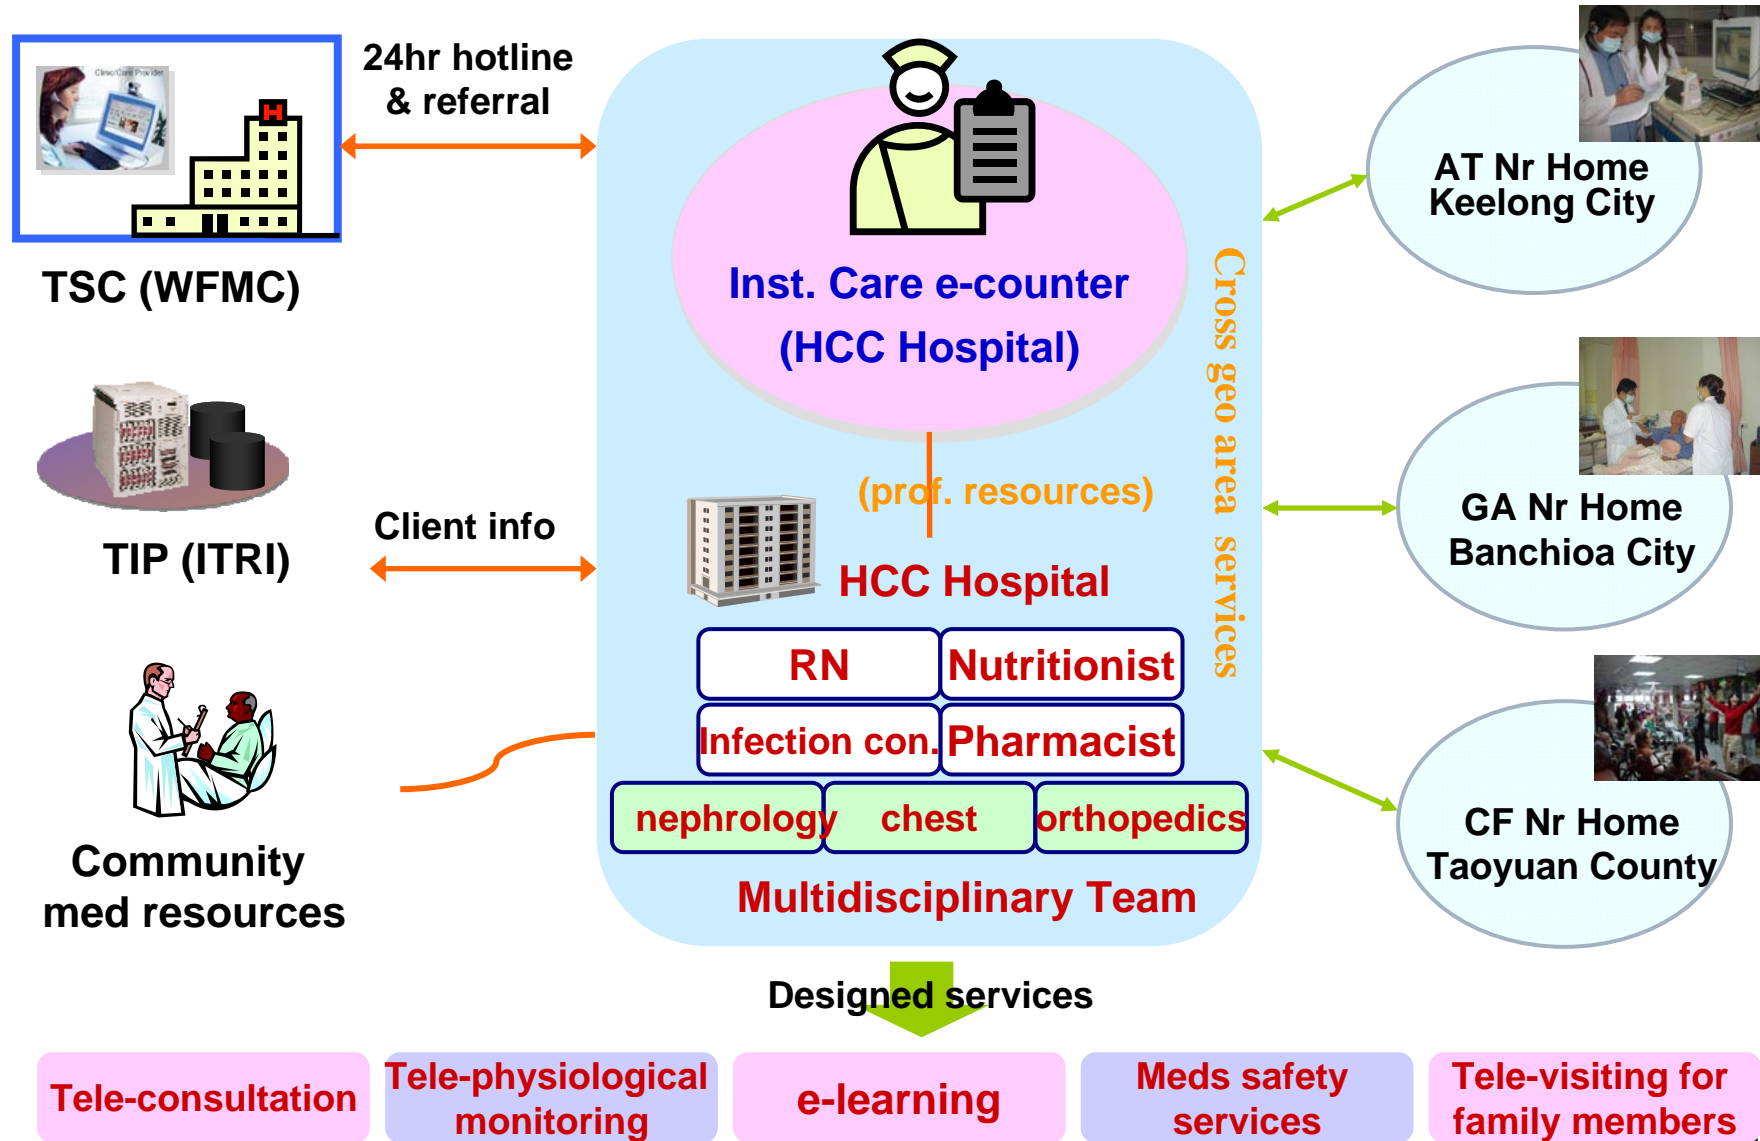 Clinic/Care Provider
H
TSC (WFMC)
24hr hotline
& referral
TIP (ITRI)
Client info
Community
med resources
Inst. Care e-counter
(HCC Hospital)
(prof. resources)
HCC Hospital
RN
Nutritionist
Infection con.
Pharmacist
nephrology
chest
orthopedics
Multidisciplinary Team
Cross geo area services
AT Nr Home
Keelong City
GA Nr Home
Banchioa City
CF Nr Home
Taoyuan County
Designed services
Tele-consultation
Tele-physiological
monitoring
e-learning
Meds safety
services
Tele-visiting for
family members